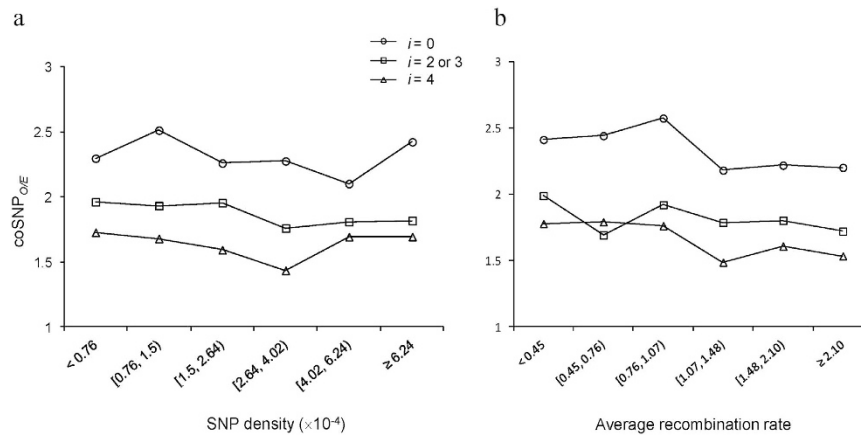 a
b
i = 0
i = 2 or 3
i = 4
coSNP_O/E
3
2.5
2
1.5
1
< 0.76
[0.76, 1.5)
[1.5, 2.64)
[2.64, 4.02)
[4.02, 6.24)
≥ 6.24
SNP density (×10⁻⁴)
3
2.5
2
1.5
1
< 0.45
[0.45, 0.76)
[0.76, 1.07)
[1.07, 1.48)
[1.48, 2.10)
≥ 2.10
Average recombination rate